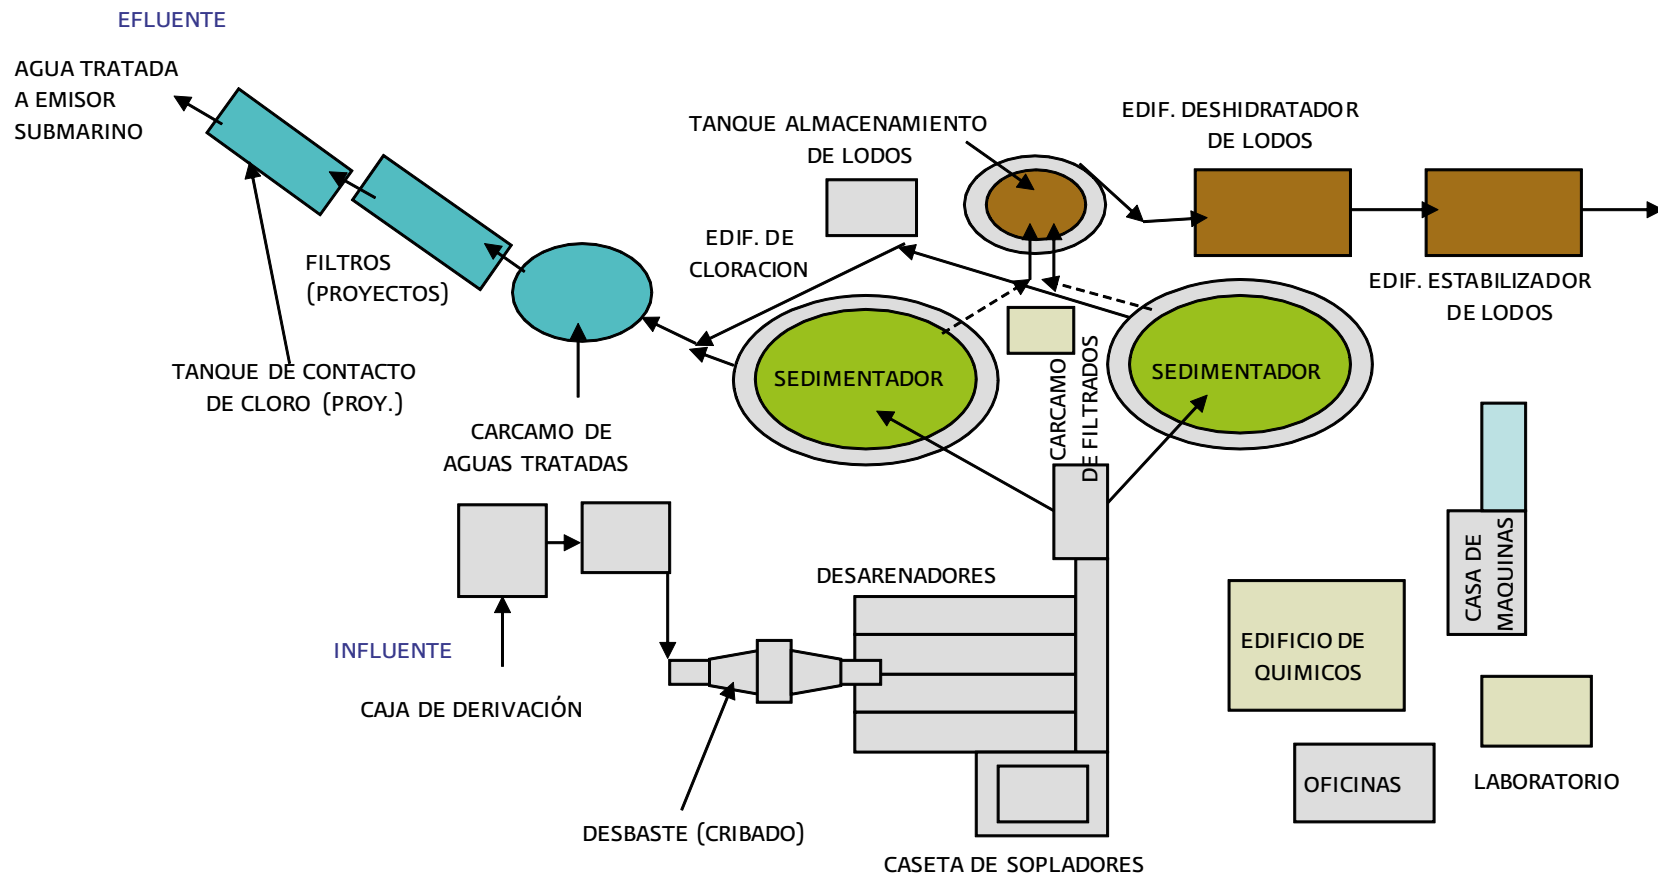 EFLUENTE
AGUA TRATADA
A EMISOR
SUBMARINO
TANQUE ALMACENAMIENTO
DE LODOS
EDIF. DESHIDRATADOR
DE LODOS
EDIF. DE
CLORACION
FILTROS
(PROYECTOS)
EDIF. ESTABILIZADOR
DE LODOS
TANQUE DE CONTACTO
DE CLORO (PROY.)
SEDIMENTADOR
CARCAMO
DE FILTRADOS
SEDIMENTADOR
CARCAMO DE
AGUAS TRATADAS
CASA DE
MAQUINAS
DESARENADORES
INFLUENTE
CAJA DE DERIVACIÓN
EDIFICIO DE
QUIMICOS
OFICINAS
LABORATORIO
DESBASTE (CRIBADO)
CASETA DE SOPLADORES